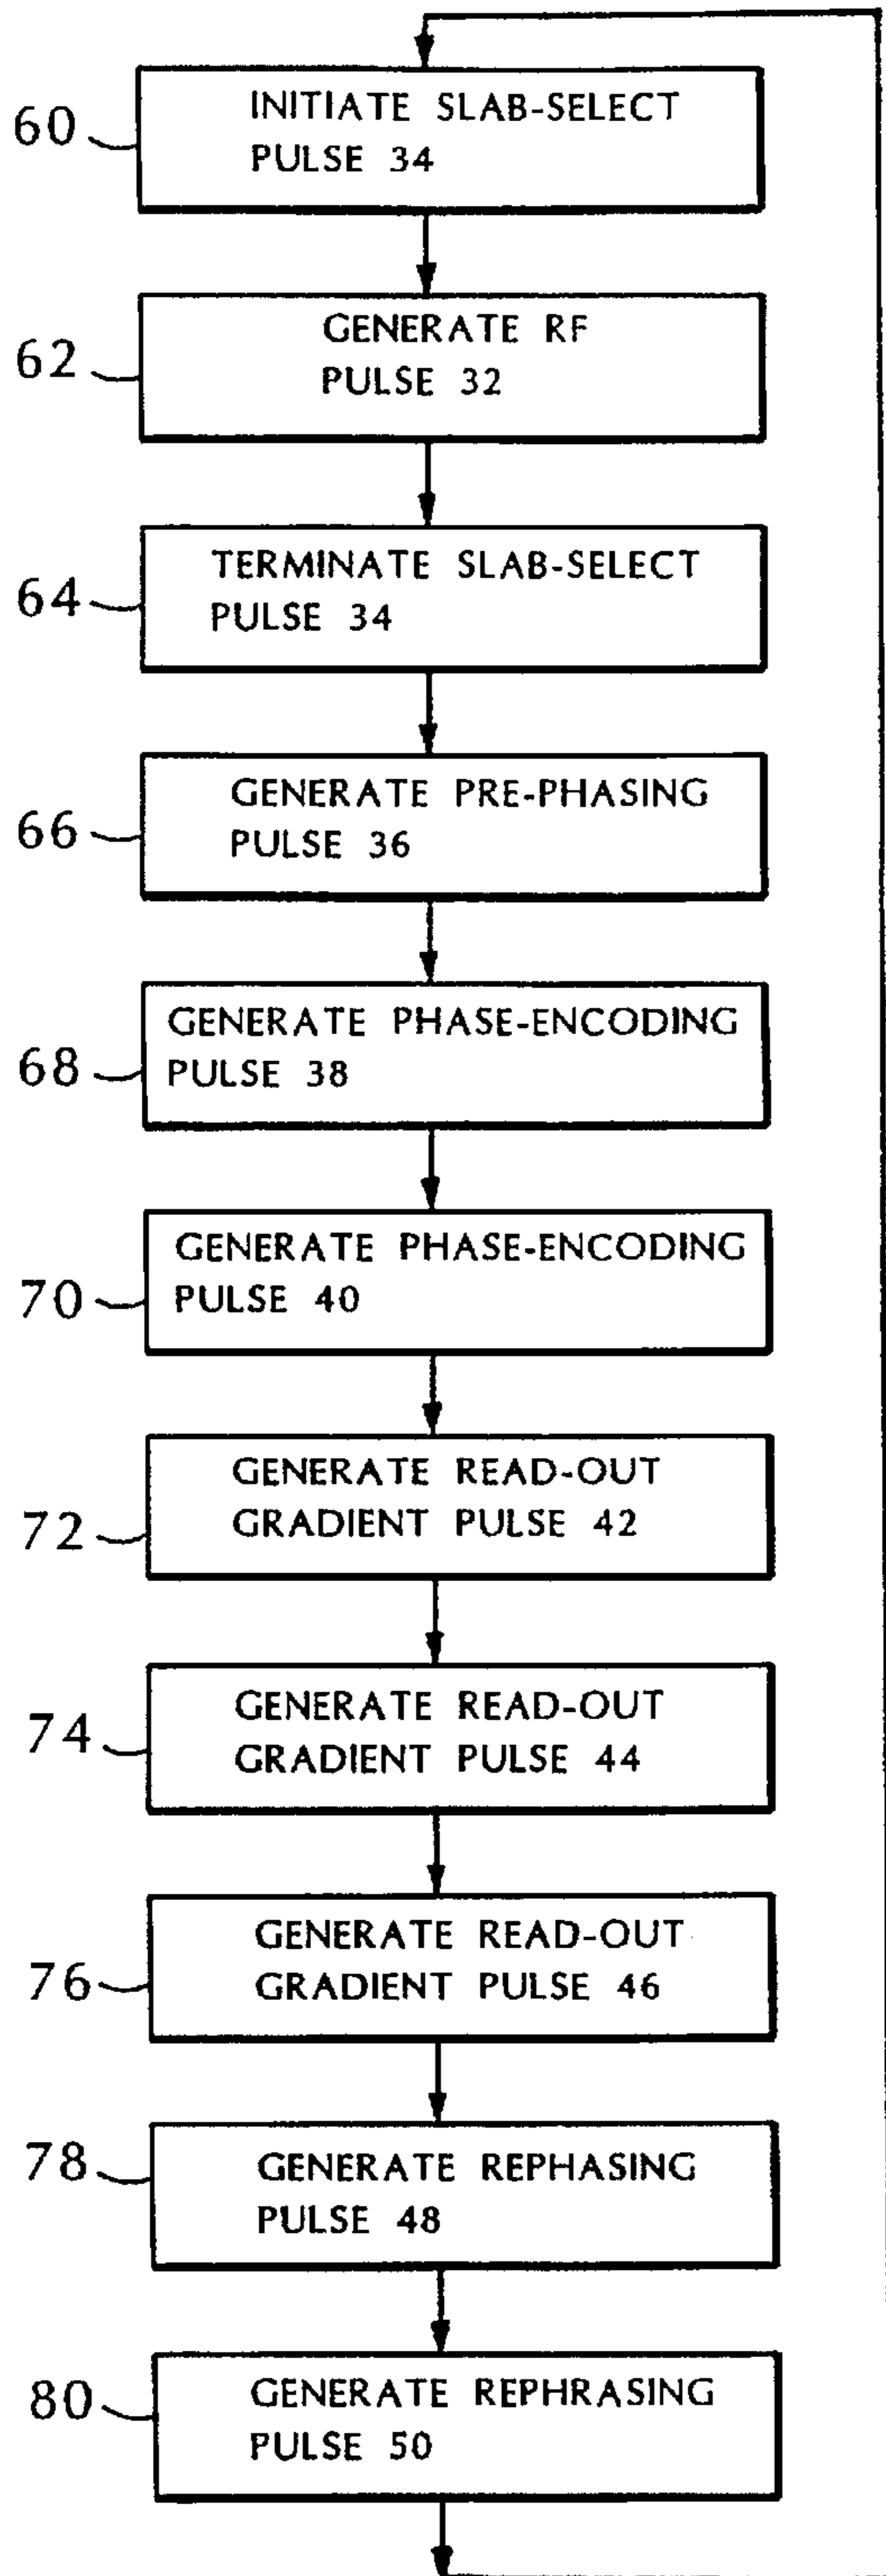 60
INITIATE SLAB-SELECT
PULSE 34
62
GENERATE RF
PULSE 32
64
TERMINATE SLAB-SELECT
PULSE 34
66
GENERATE PRE-PHASING
PULSE 36
68
GENERATE PHASE-ENCODING
PULSE 38
70
GENERATE PHASE-ENCODING
PULSE 40
72
GENERATE READ-OUT
GRADIENT PULSE 42
74
GENERATE READ-OUT
GRADIENT PULSE 44
76
GENERATE READ-OUT
GRADIENT PULSE 46
78
GENERATE REPHASING
PULSE 48
80
GENERATE REPHRASING
PULSE 50